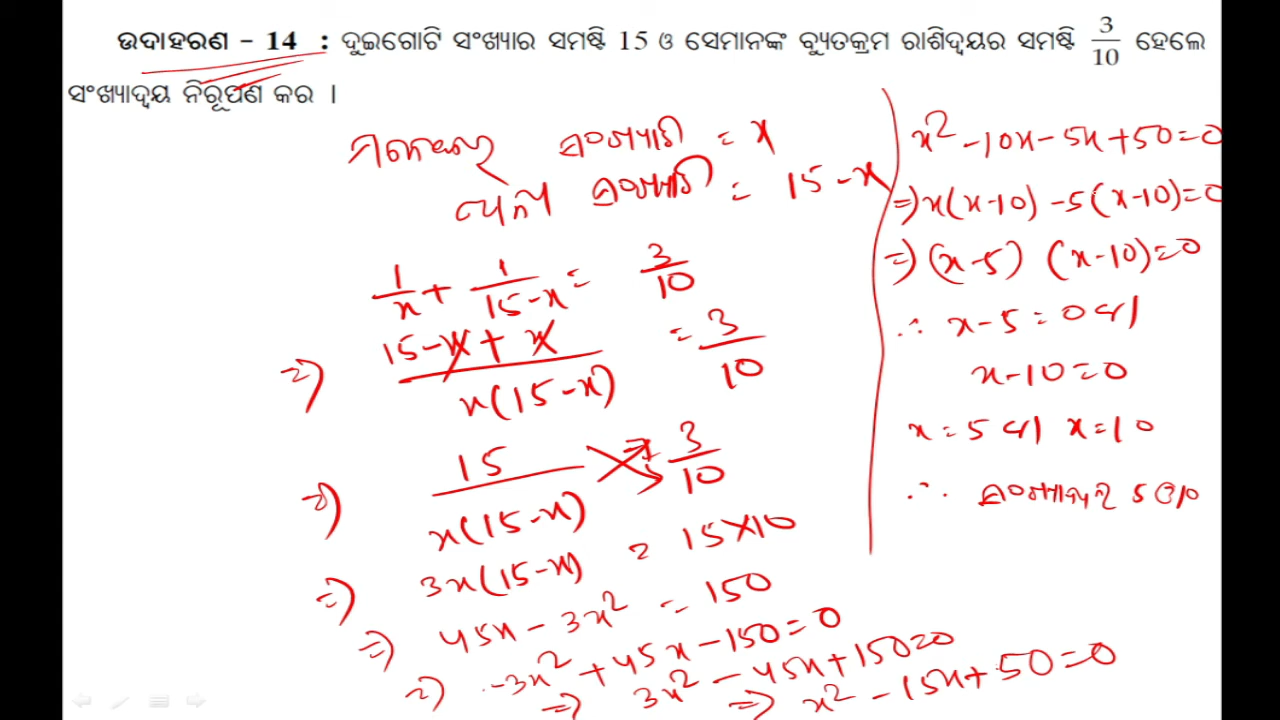 ଉଦାହରଣ - 14 : ଦୁଇଗୋଟି ସଂଖ୍ୟାର ସମଷ୍ଟି 15 ଓ ସେମାନଙ୍କ ବ୍ୟୁତକ୍ରମ ରାଶିଦ୍ୱୟର ସମଷ୍ଟି 3/10 ହେଲେ
ସଂଖ୍ୟାଦ୍ୱୟ ନିରୂପଣ କର ।
ମନେକର ସଂଖ୍ୟାଟି = x
ଅନ୍ୟ ସଂଖ୍ୟାଟି = 15 - x
1/x + 1/15-x = 3/10
=) 15-x+x / x(15-x) = 3/10
=) 15 / x(15-x) = 3/10
=) 3x(15-x) = 15×10
=) 45x - 3x² = 150
=) -3x² + 45x - 150 = 0
=) 3x² - 45x + 150=0
=) x² - 15x + 50 = 0
x² - 10x - 5x + 50 = 0
=) x(x-10) - 5(x-10) = 0
=) (x-5) (x-10) = 0
∴ x-5 = 0 ବା
x-10 = 0
x = 5 ବା x = 10
∴ ସଂଖ୍ୟାଦ୍ୱୟ 5 ଓ 10